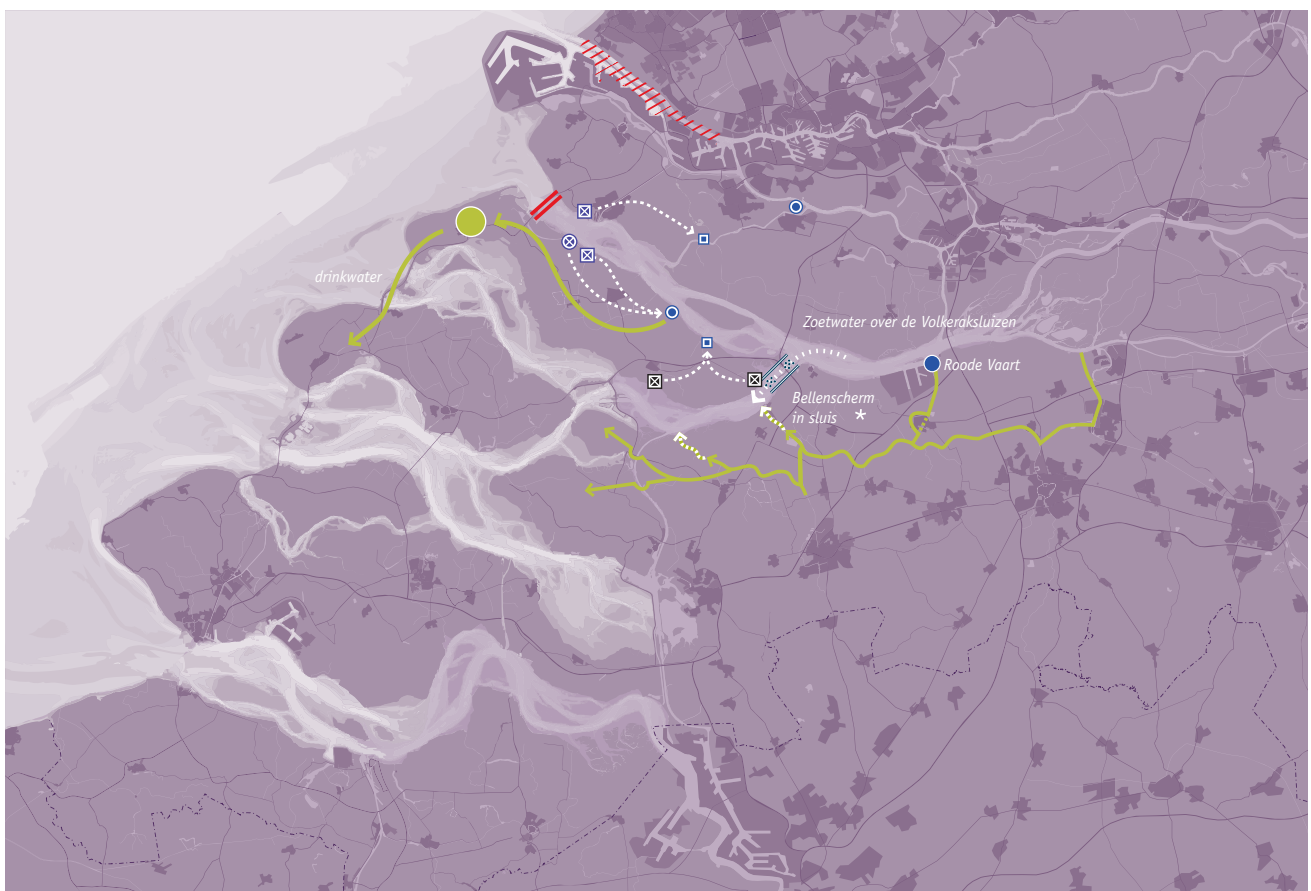 drinkwater
Zoetwater over de Volkeraksluizen
Roode Vaart
Bellenscherm
in sluis *